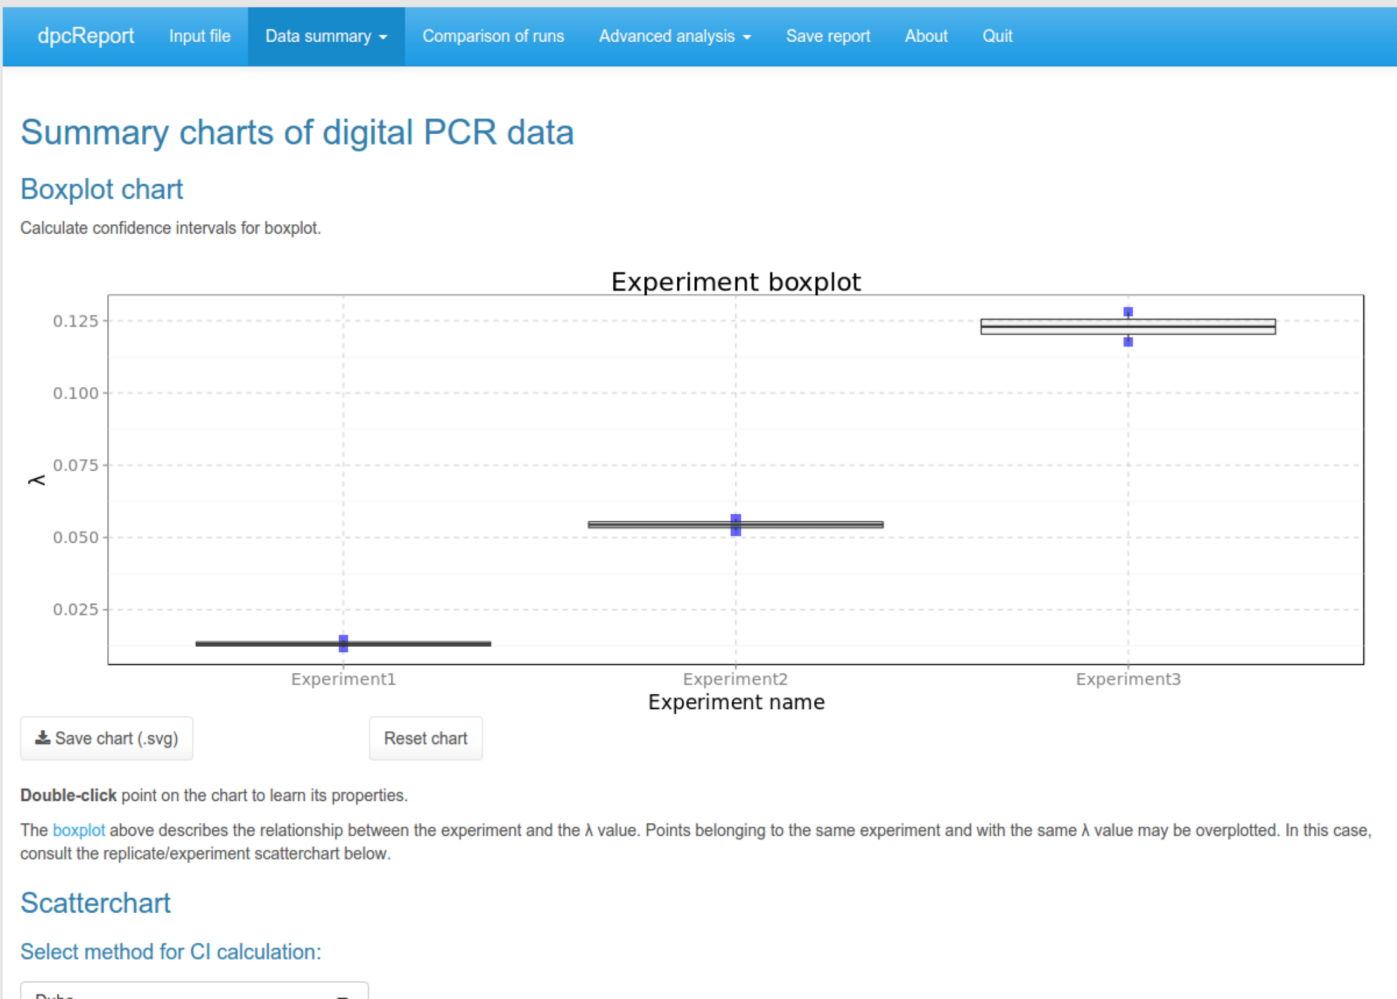 dpcReport Input file Data summary Comparison of runs Advanced analysis Save report About Quit
Summary charts of digital PCR data
Boxplot chart
Calculate confidence intervals for boxplot.
Experiment boxplot
0.125
0.100
0.075
λ
0.050
0.025
Experiment1 Experiment2 Experiment3
Experiment name
Save chart (.svg) Reset chart
Double-click point on the chart to learn its properties.
The boxplot above describes the relationship between the experiment and the λ value. Points belonging to the same experiment and with the same λ value may be overplotted. In this case,
consult the replicate/experiment scatterchart below.
Scatterchart
Select method for CI calculation: